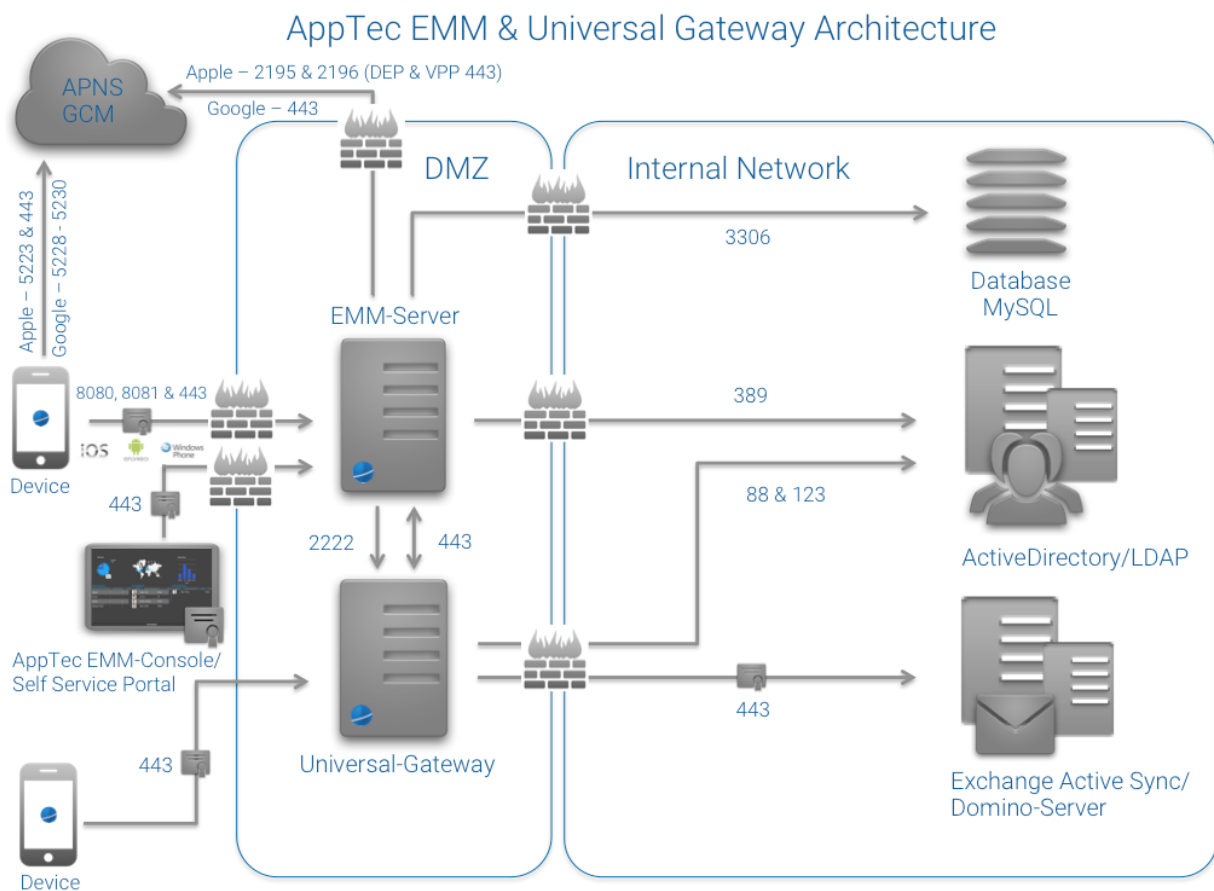 AppTec EMM & Universal Gateway Architecture
APNS
GCM
Apple – 2195 & 2196 (DEP & VPP 443)
Google – 443
DMZ
Internal Network
Apple – 5223 & 443
Google – 5228 - 5230
3306
Database
MySQL
EMM-Server
8080, 8081 & 443
iOS
ANDROID
Windows
Phone
Device
389
88 & 123
443
2222
443
ActiveDirectory/LDAP
AppTec EMM-Console/
Self Service Portal
443
443
Universal-Gateway
Exchange Active Sync/
Domino-Server
Device